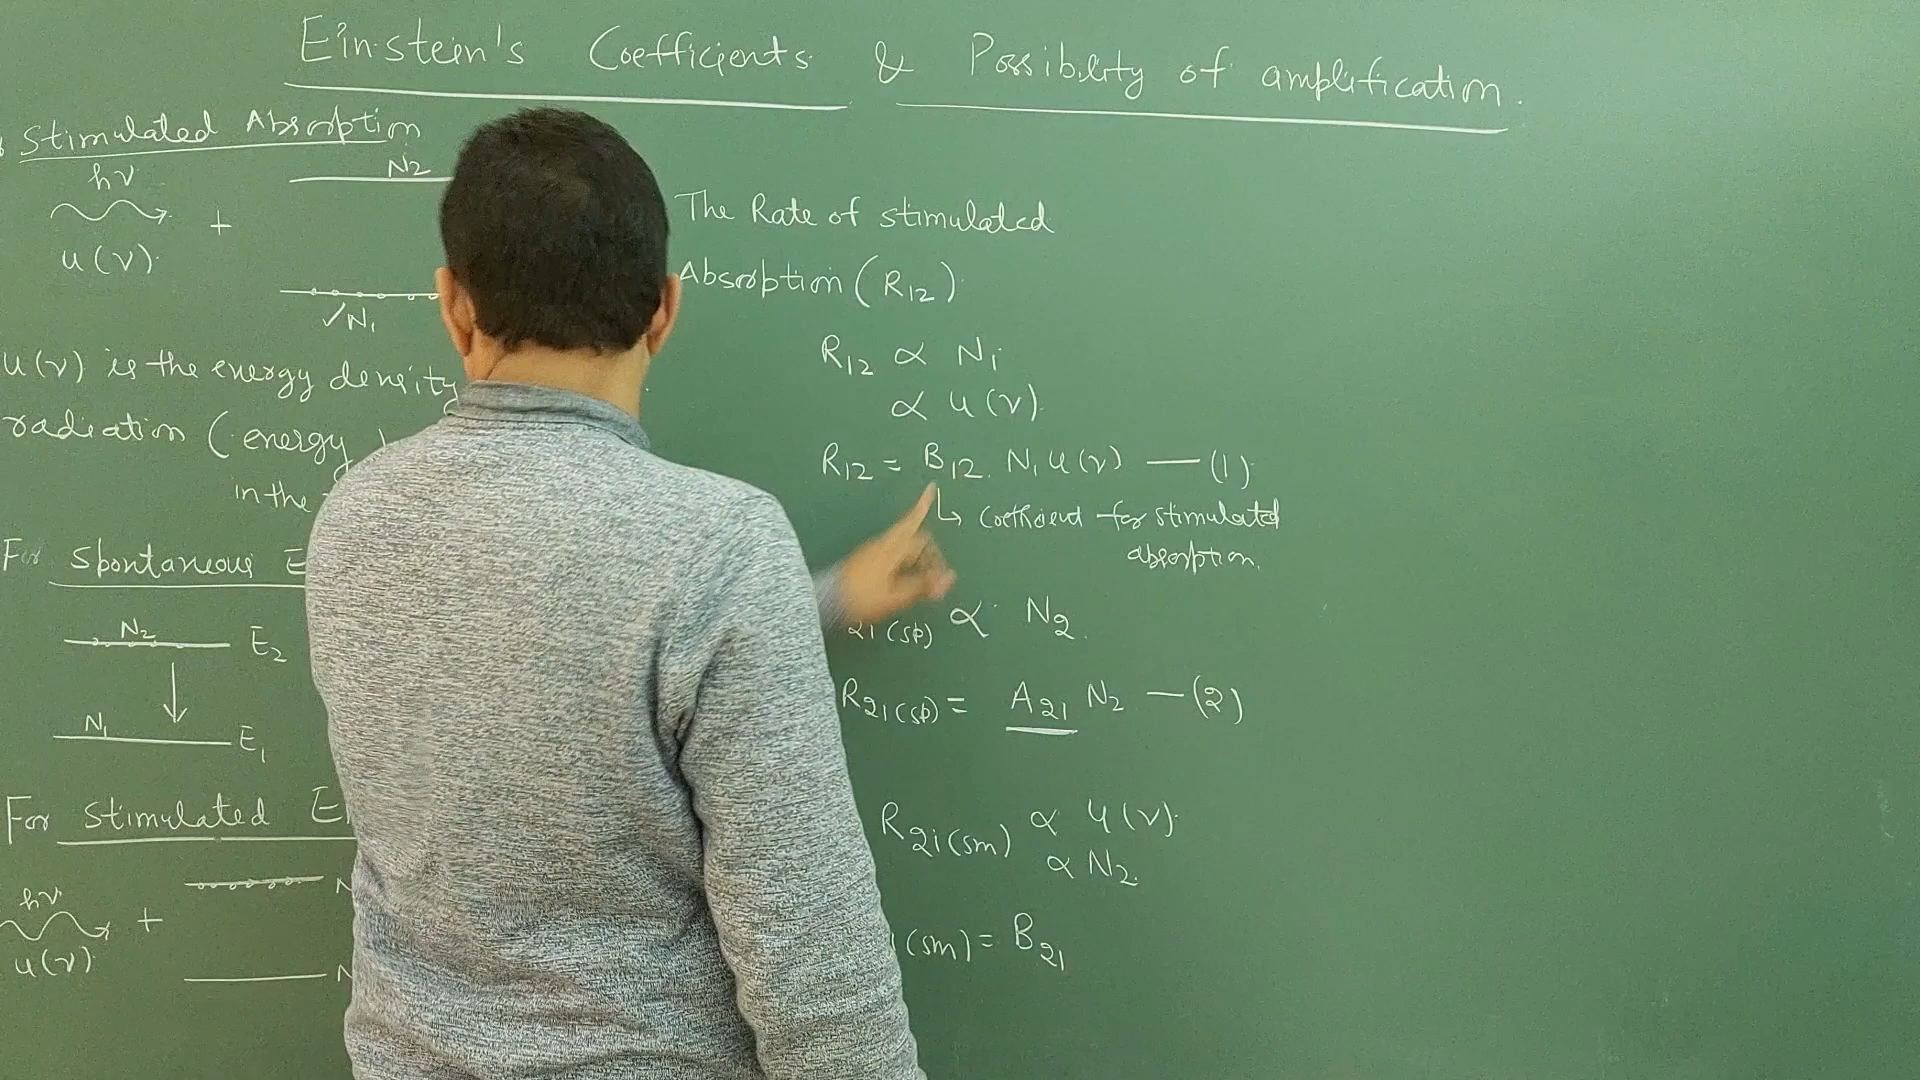 Einstein's Coefficients & Possibility of amplification.
Stimulated Absorption
hν
u(ν)
+
N2
✓N1
u(ν) is the energy density
radiation (energy
in the
The Rate of stimulated
Absorption (R12)
R12 ∝ N1
∝ u(ν)
R12 = B12 N1 u(ν) — (1)
↳ Coefficient for stimulated
absorption.
For Spontaneous E
N2 E2
N1 E1
21(sp) ∝ N2
R21(sp) = A21 N2 — (2)
For Stimulated E
hν
u(ν)
+
N
N
R21(sm) ∝ u(ν)
∝ N2
(sm) = B21